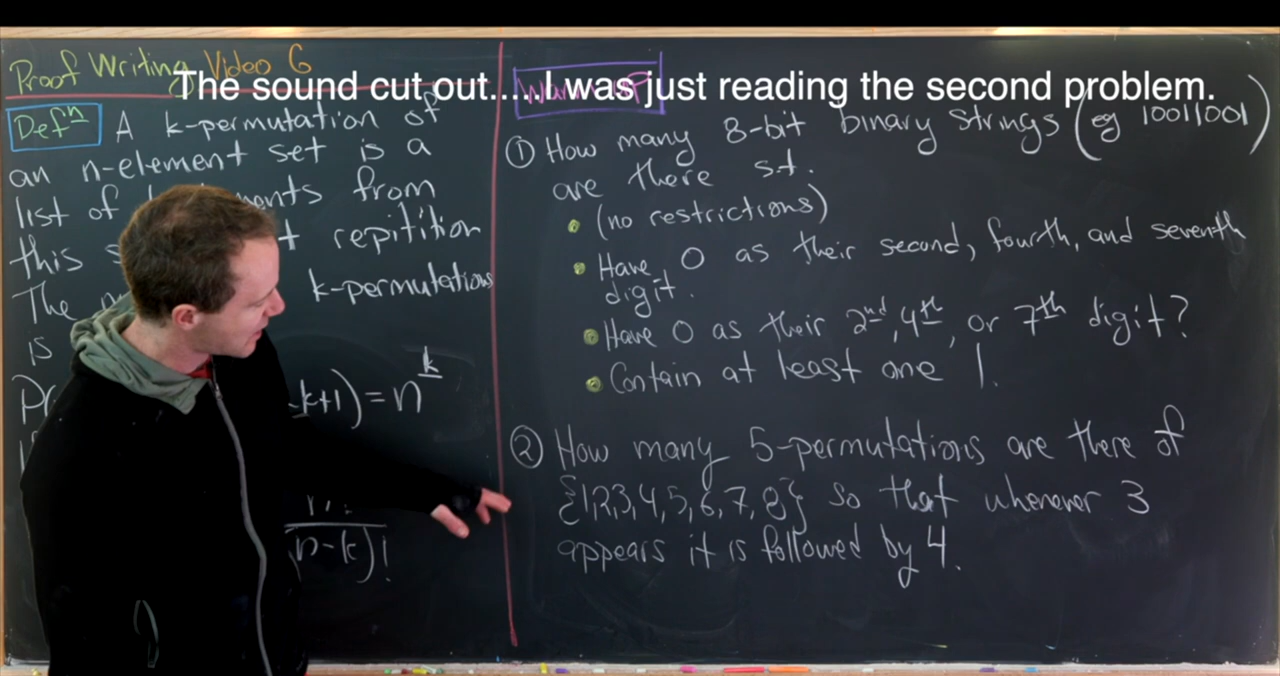 Proof Writing Video 6
The sound cut out.....I was just reading the second problem.
Defⁿ A k-permutation of
an n-element set is a
list of k elements from
this s t repitition
The k-permutations
is
k+1) = n^k
(n-k)!
① How many 8-bit binary strings (eg 10011001)
are there s.t.
• (no restrictions)
• Have 0 as their second, fourth, and seventh
digit.
• Have 0 as their 2nd, 4th, or 7th digit?
• Contain at least one 1.
② How many 5-permutations are there of
{1,2,3,4,5,6,7,8} so that whenever 3
appears it is followed by 4.